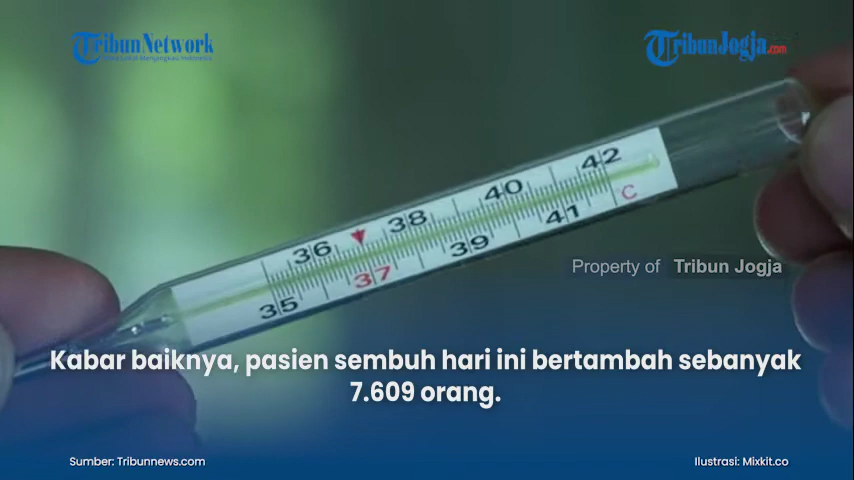 TribunNetwork
TribunJogja.com
36 38 40 42
°C
35 37 39 41
Property of Tribun Jogja
Kabar baiknya, pasien sembuh hari ini bertambah sebanyak
7.609 orang.
Sumber: Tribunnews.com
Ilustrasi: Mixkit.co